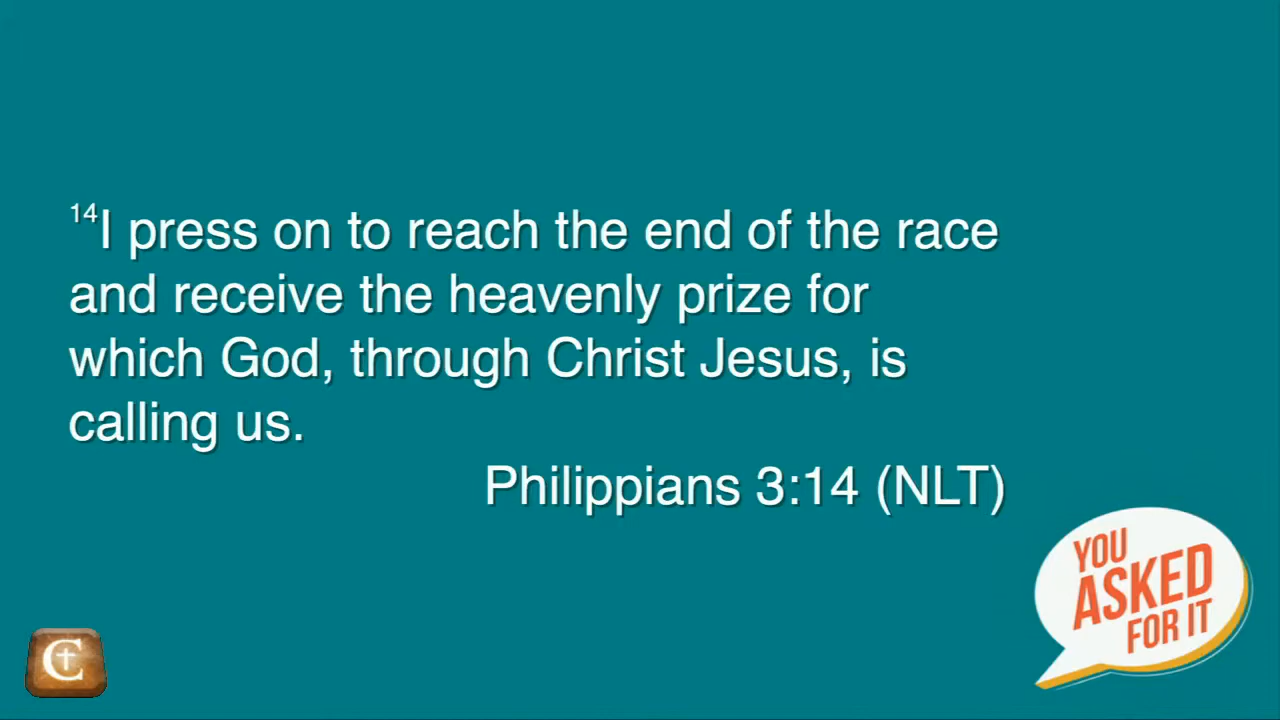 14I press on to reach the end of the race
and receive the heavenly prize for
which God, through Christ Jesus, is
calling us.
Philippians 3:14 (NLT)
YOU
ASKED
FOR IT
C